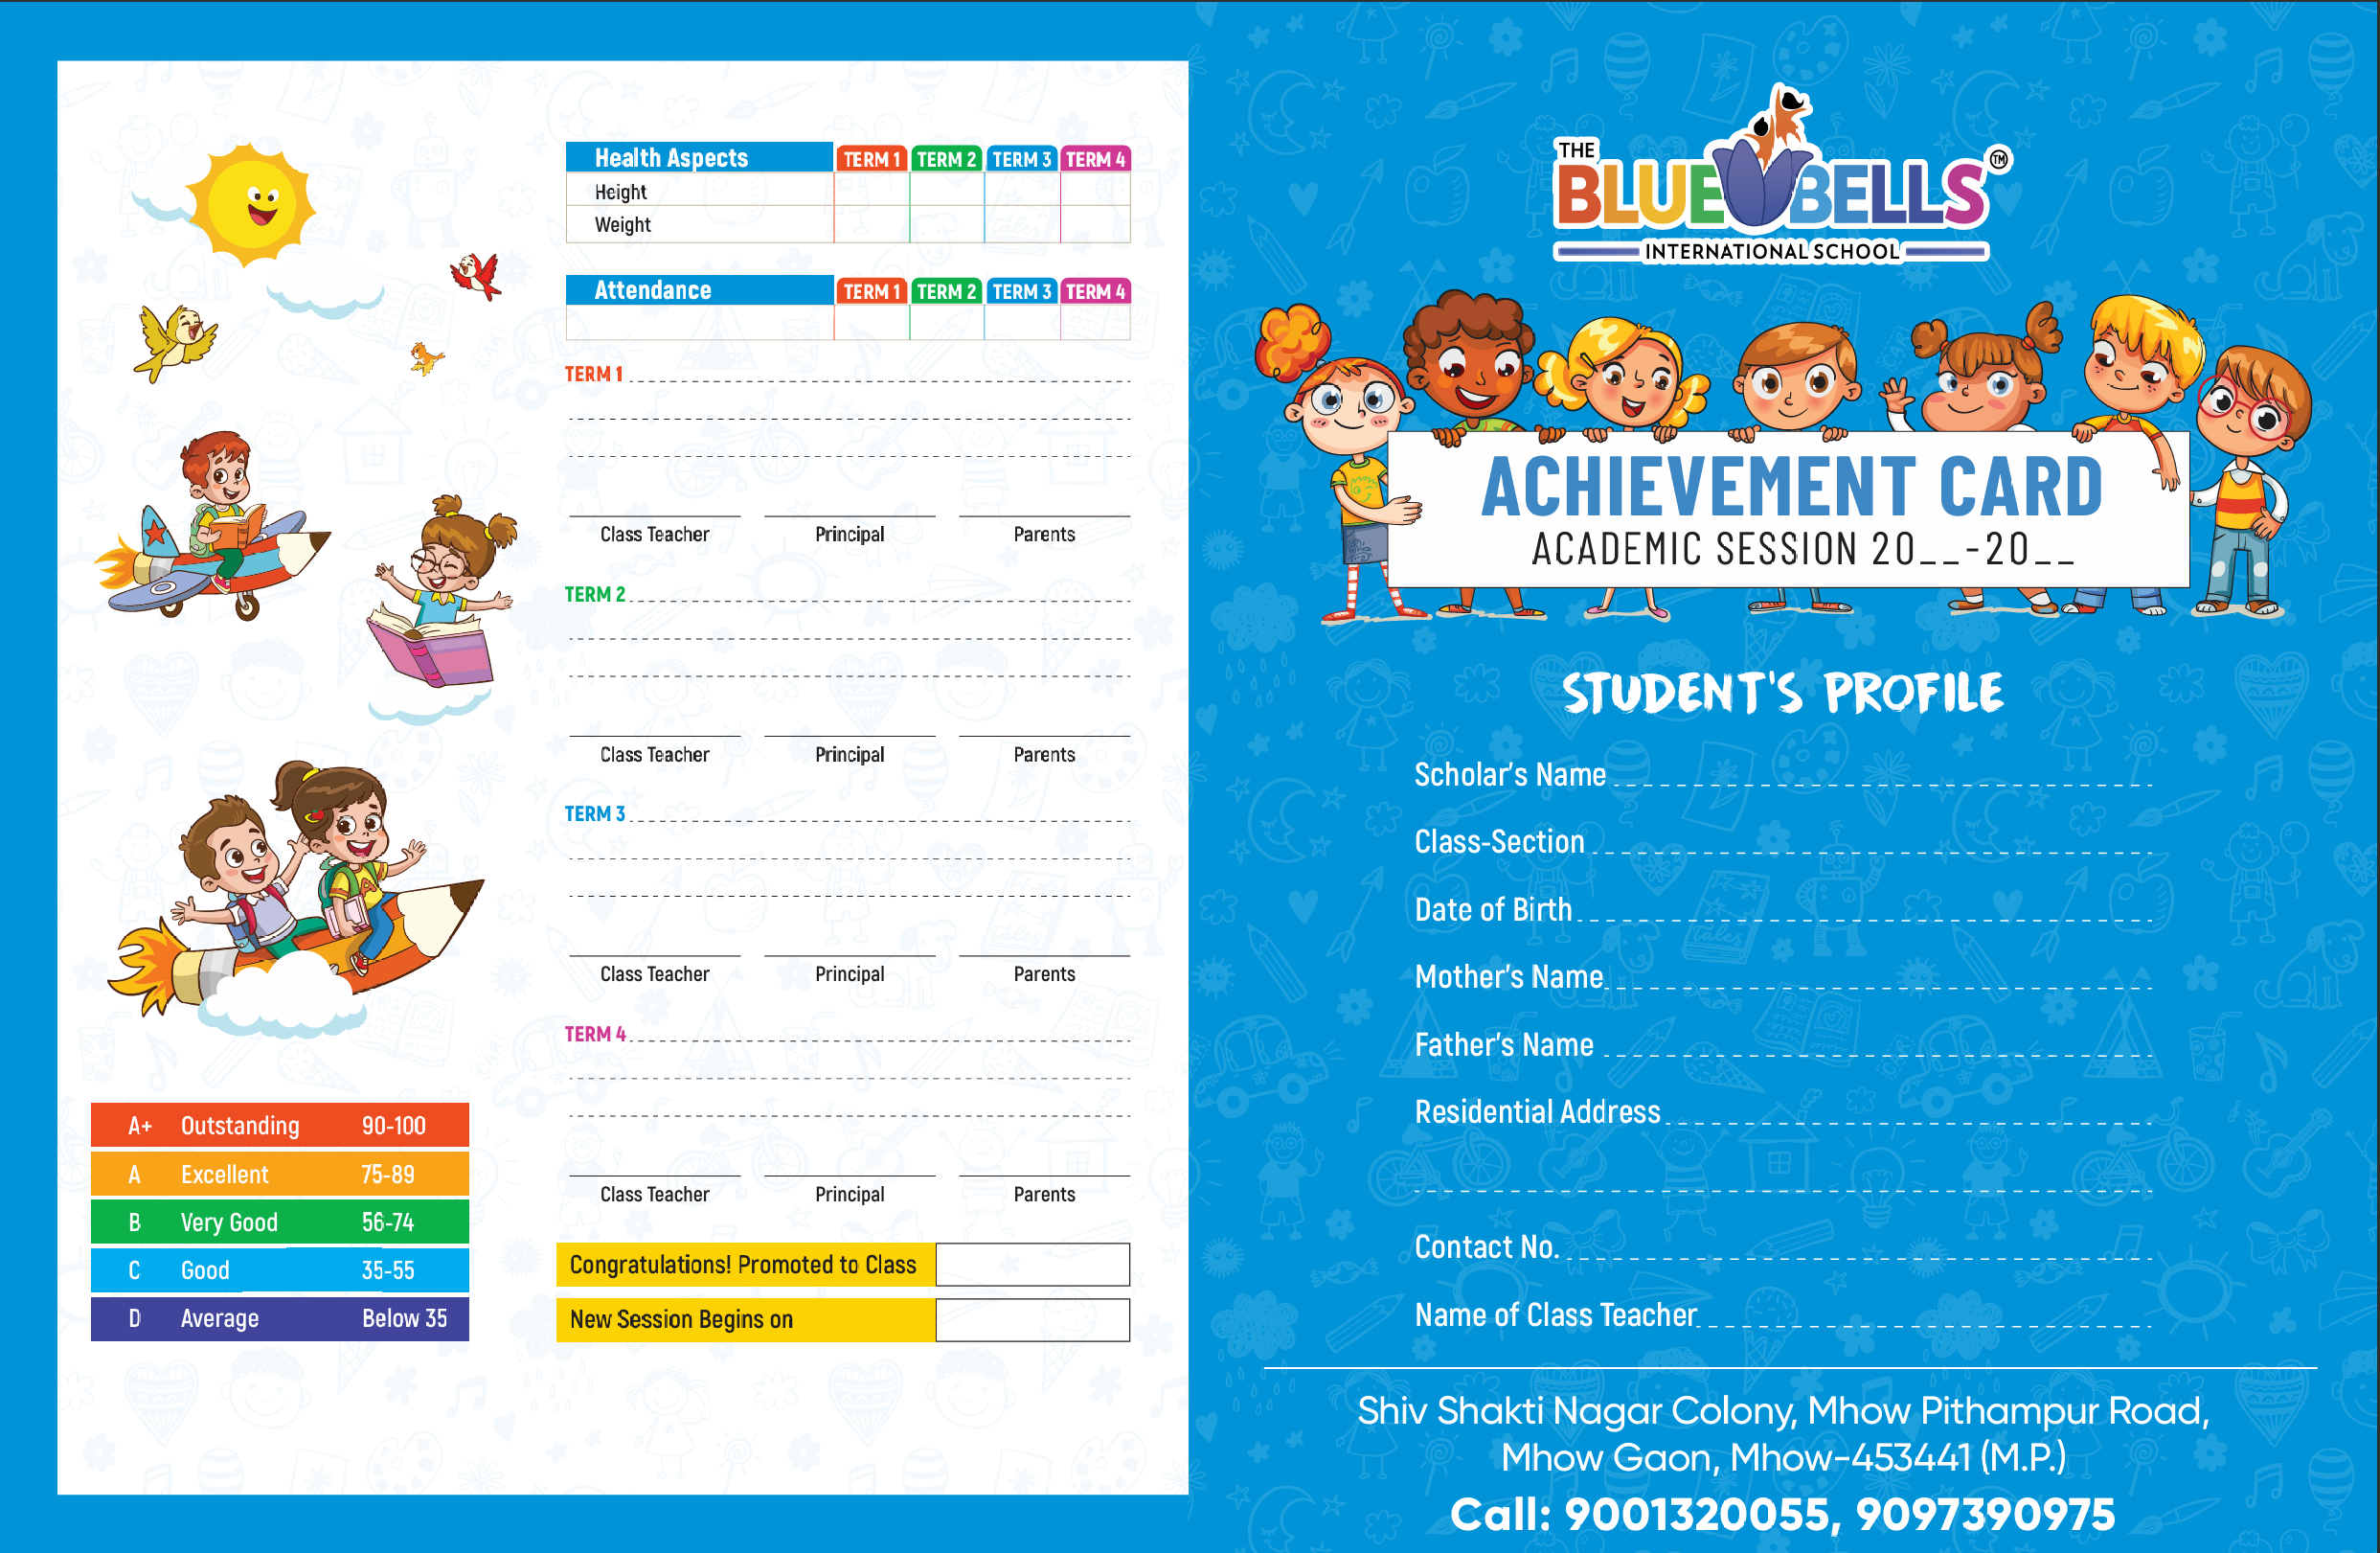 Health Aspects TERM 1 TERM 2 TERM 3 TERM 4
Height
Weight
Attendance TERM 1 TERM 2 TERM 3 TERM 4
TERM 1
Class Teacher Principal Parents
TERM 2
Class Teacher Principal Parents
TERM 3
Class Teacher Principal Parents
TERM 4
Class Teacher Principal Parents
A+ Outstanding 90-100
A Excellent 75-89
B Very Good 56-74
C Good 35-55
D Average Below 35
Congratulations! Promoted to Class
New Session Begins on
THE
BLUE BELLS TM
INTERNATIONAL SCHOOL
ACHIEVEMENT CARD
ACADEMIC SESSION 20__-20__
STUDENT'S PROFILE
Scholar's Name
Class-Section
Date of Birth
Mother's Name
Father's Name
Residential Address
Contact No.
Name of Class Teacher
Shiv Shakti Nagar Colony, Mhow Pithampur Road,
Mhow Gaon, Mhow-453441 (M.P.)
Call: 9001320055, 9097390975